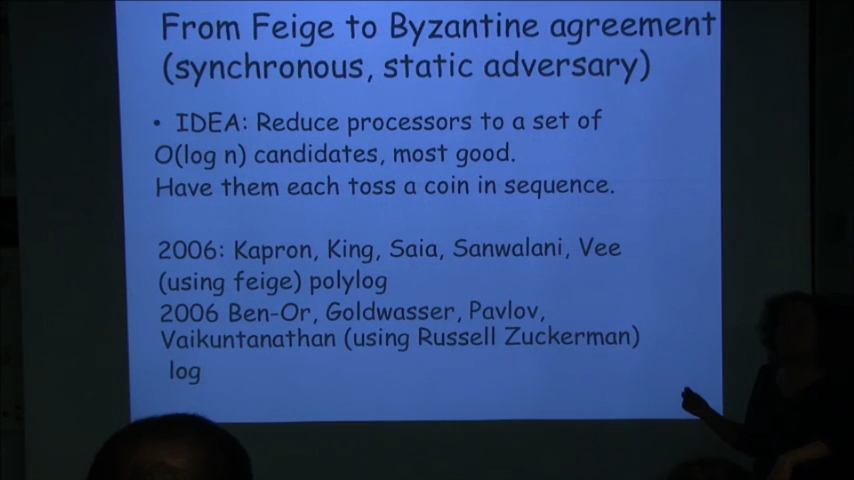 From Feige to Byzantine agreement
(synchronous, static adversary)
• IDEA: Reduce processors to a set of
O(log n) candidates, most good.
Have them each toss a coin in sequence.
2006: Kapron, King, Saia, Sanwalani, Vee
(using feige) polylog
2006 Ben-Or, Goldwasser, Pavlov,
Vaikuntanathan (using Russell Zuckerman)
log